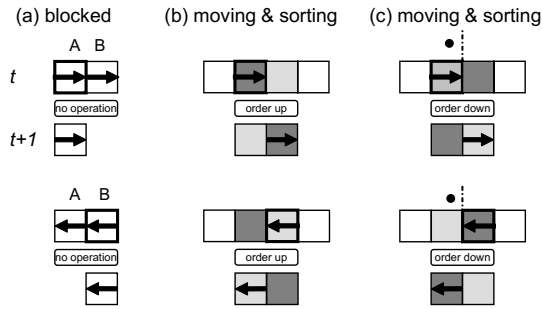 (a) blocked (b) moving & sorting (c) moving & sorting
A B
t
no operation order up order down
t+1
A B
no operation order up order down